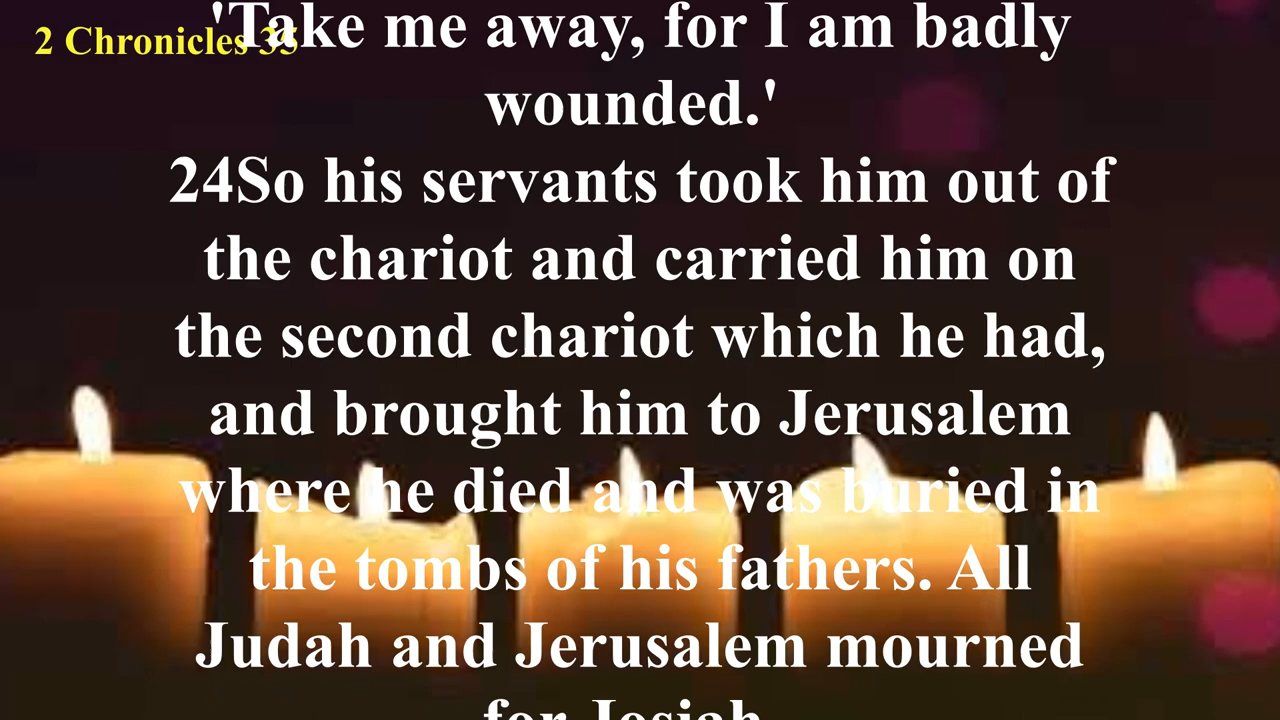 2 Chronicles 35
'Take me away, for I am badly
wounded.'
24So his servants took him out of
the chariot and carried him on
the second chariot which he had,
and brought him to Jerusalem
where he died and was buried in
the tombs of his fathers. All
Judah and Jerusalem mourned
for Josiah